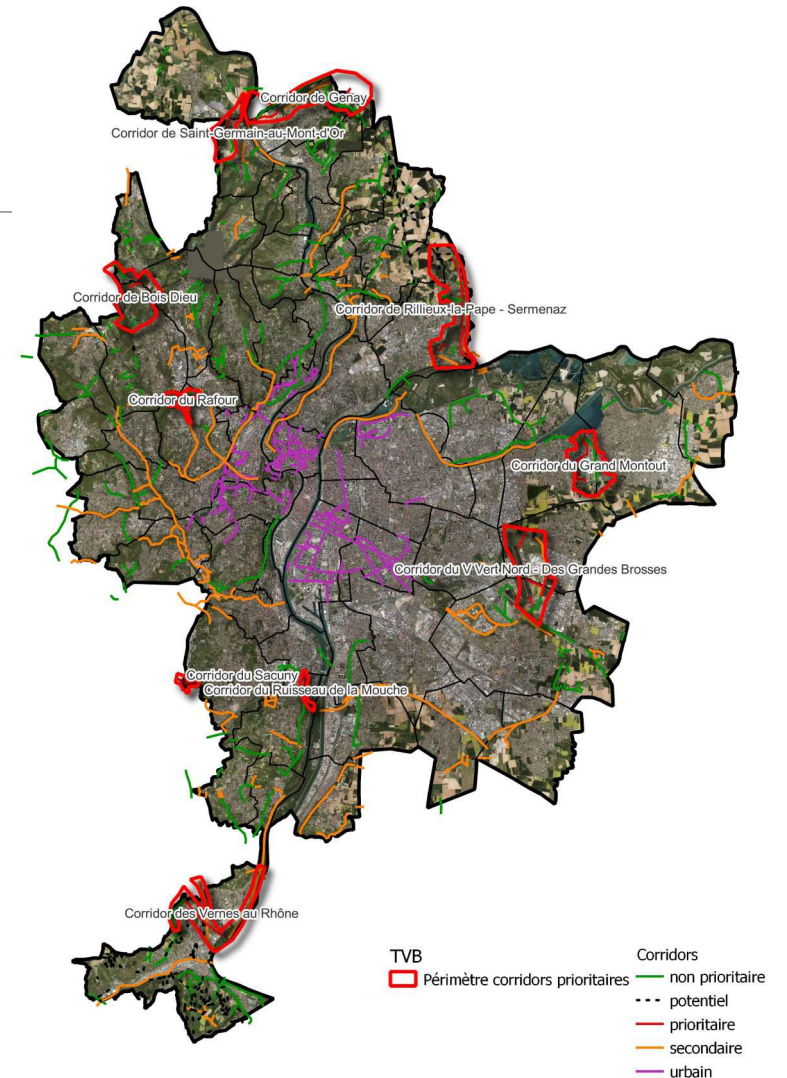 Corridor de Genay
Corridor de Saint-Germain-au-Mont-d'Or
Corridor de Bois Dieu
Corridor de Rillieux-la-Pape - Sermenaz
Corridor du Rafour
Corridor du Grand Montout
Corridor du V Vert Nord - Des Grandes Brosses
Corridor du Sacuny
Corridor du Ruisseau de la Mouche
Corridor des Vernes au Rhône
TVB
Périmètre corridors prioritaires
Corridors
non prioritaire
potentiel
prioritaire
secondaire
urbain